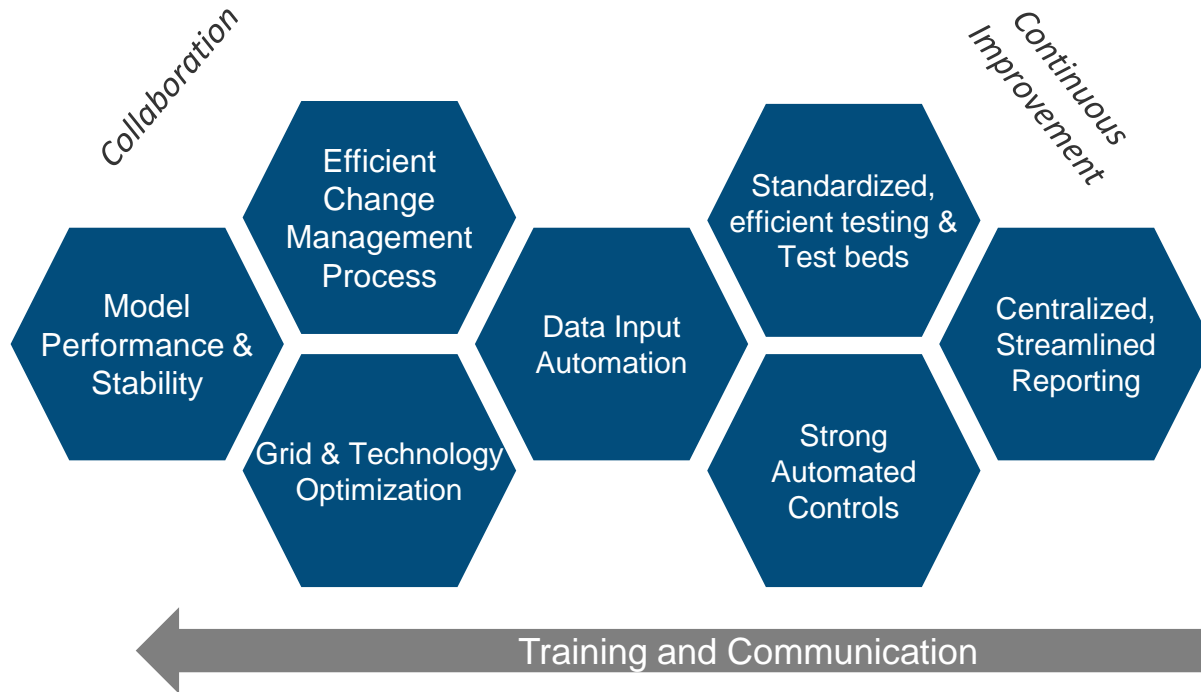 Collaboration
Continuous
Improvement
Efficient
Change
Management
Process
Standardized,
efficient testing &
Test beds
Model
Performance &
Stability
Data Input
Automation
Centralized,
Streamlined
Reporting
Grid & Technology
Optimization
Strong
Automated
Controls
Training and Communication